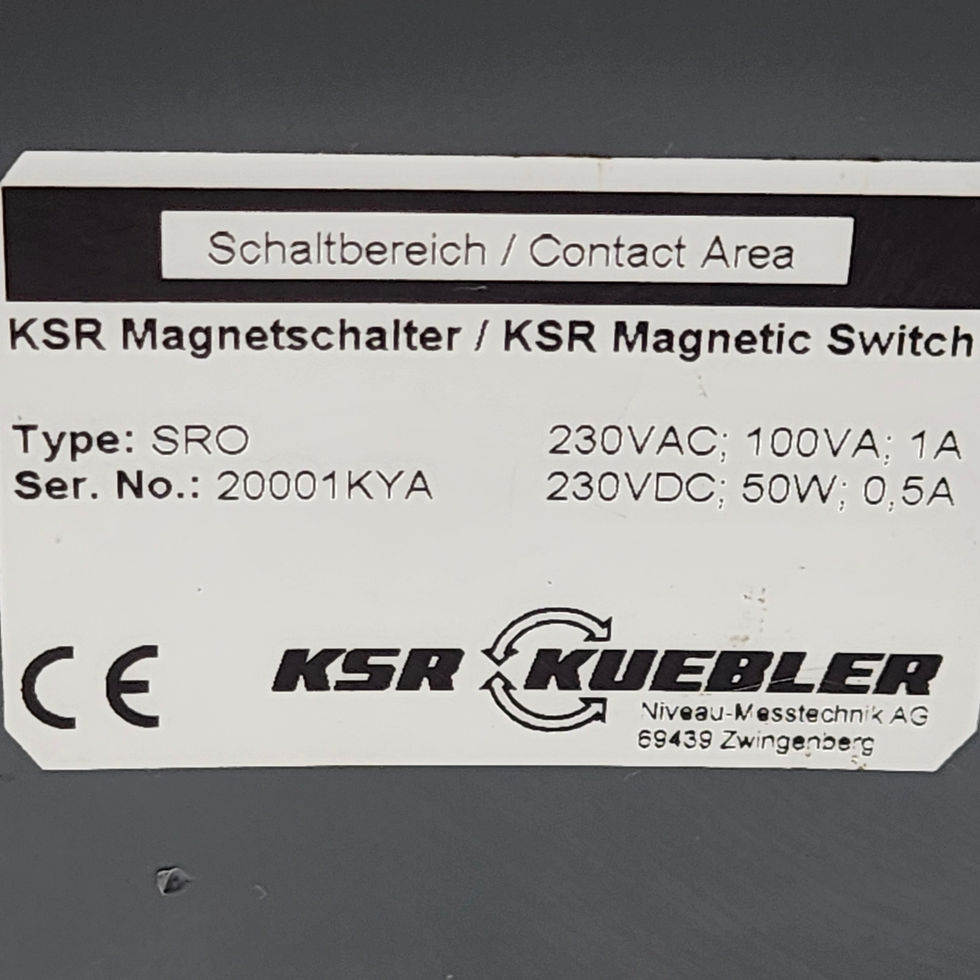 Schaltbereich / Contact Area
KSR Magnetschalter / KSR Magnetic Switch
Type: SRO 230VAC; 100VA; 1A
Ser. No.: 20001KYA 230VDC; 50W; 0,5A
CE KSR KUEBLER
Niveau-Messtechnik AG
69439 Zwingenberg